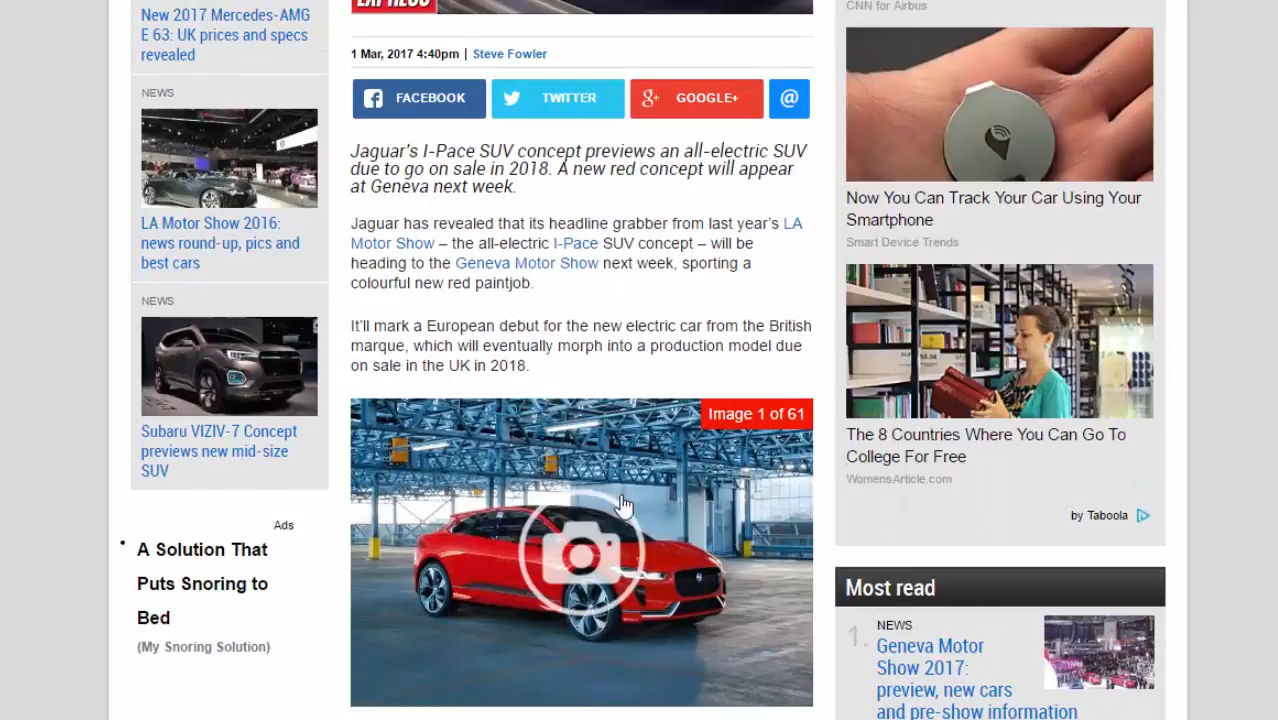 New 2017 Mercedes-AMG
E 63: UK prices and specs
revealed
NEWS
LA Motor Show 2016:
news round-up, pics and
best cars
NEWS
Subaru VIZIV-7 Concept
previews new mid-size
SUV
Ads
A Solution That
Puts Snoring to
Bed
(My Snoring Solution)
EXPRESS
1 Mar, 2017 4:40pm | Steve Fowler
FACEBOOK
TWITTER
g+ GOOGLE+
@
Jaguar's I-Pace SUV concept previews an all-electric SUV
due to go on sale in 2018. A new red concept will appear
at Geneva next week.
Jaguar has revealed that its headline grabber from last year's LA
Motor Show – the all-electric I-Pace SUV concept – will be
heading to the Geneva Motor Show next week, sporting a
colourful new red paintjob.
It'll mark a European debut for the new electric car from the British
marque, which will eventually morph into a production model due
on sale in the UK in 2018.
Image 1 of 61
CNN for Airbus
Now You Can Track Your Car Using Your
Smartphone
Smart Device Trends
The 8 Countries Where You Can Go To
College For Free
WomensArticle.com
by Taboola
Most read
1.
NEWS
Geneva Motor
Show 2017:
preview, new cars
and pre-show information